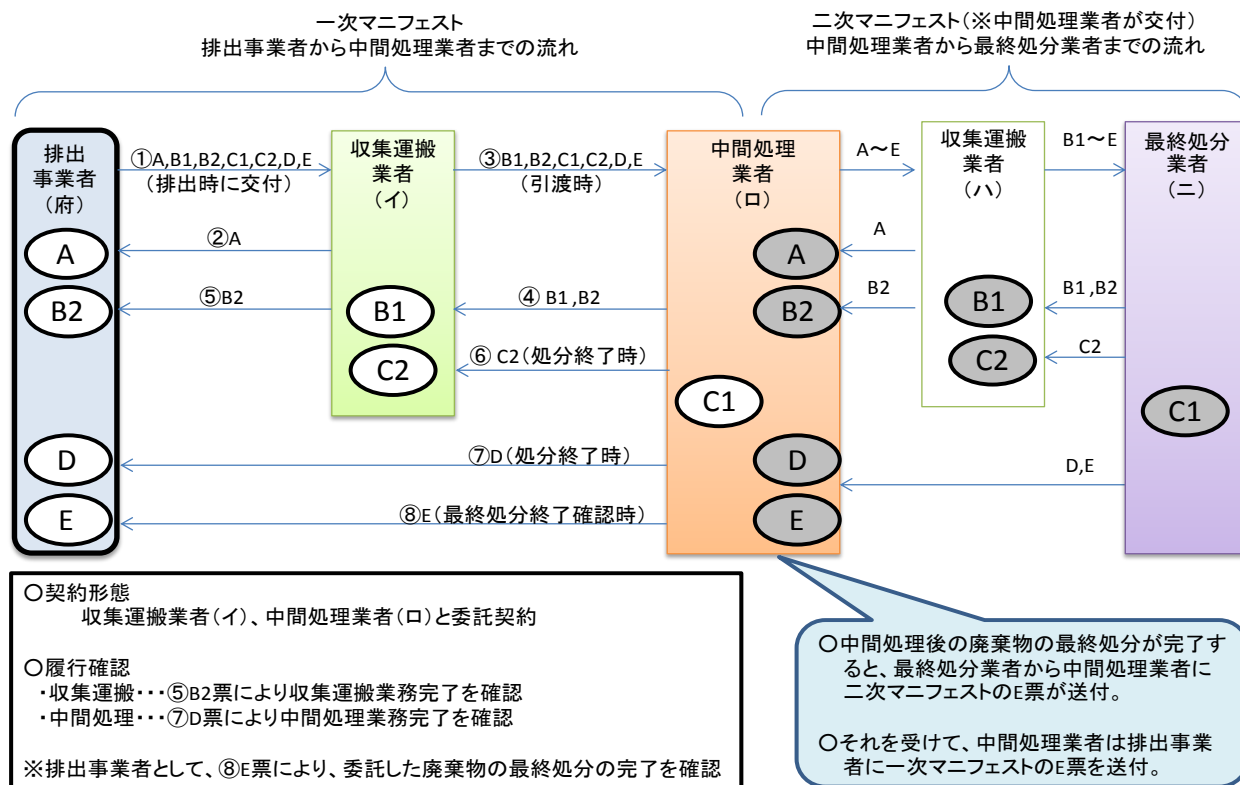 一次マニフェスト
排出事業者から中間処理業者までの流れ
二次マニフェスト(※中間処理業者が交付)
中間処理業者から最終処分業者までの流れ
排出
事業者
(府)
①A,B1,B2,C1,C2,D,E
(排出時に交付)
収集運搬
業者
(イ)
③B1,B2,C1,C2,D,E
(引渡時)
中間処理
業者
(ロ)
A~E
収集運搬
業者
(ハ)
B1~E
最終処分
業者
(ニ)
A
②A
A
A
B2
⑤B2
B1
④ B1,B2
B2
B2
B1
B1,B2
C2
⑥ C2(処分終了時)
C2
C2
C1
C1
D
⑦D(処分終了時)
D
D,E
E
⑧E(最終処分終了確認時)
E
○契約形態
収集運搬業者(イ)、中間処理業者(ロ)と委託契約
○履行確認
・収集運搬・・・⑤B2票により収集運搬業務完了を確認
・中間処理・・・⑦D票により中間処理業務完了を確認
※排出事業者として、⑧E票により、委託した廃棄物の最終処分の完了を確認
○中間処理後の廃棄物の最終処分が完了す
ると、最終処分業者から中間処理業者に
二次マニフェストのE票が送付。
○それを受けて、中間処理業者は排出事業
者に一次マニフェストのE票を送付。